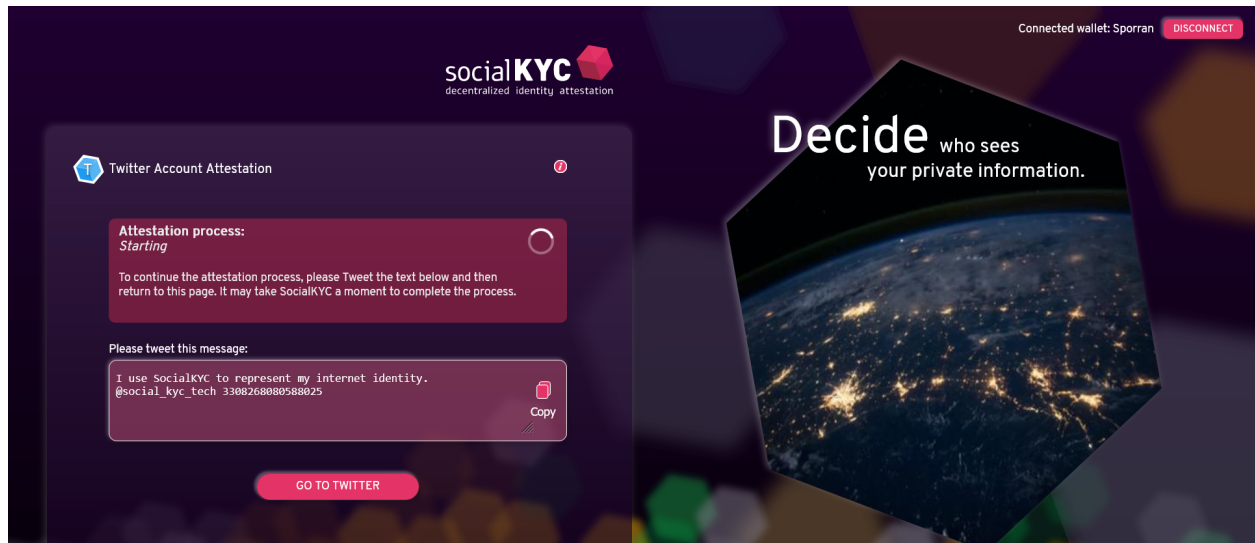 Connected wallet: Sporran DISCONNECT
socialKYC
decentralized identity attestation
Decide who sees
your private information.
T Twitter Account Attestation i
Attestation process:
Starting
To continue the attestation process, please Tweet the text below and then
return to this page. It may take SocialKYC a moment to complete the process.
Please tweet this message:
I use SocialKYC to represent my internet identity.
@social_kyc_tech 3308268080588025
Copy
GO TO TWITTER